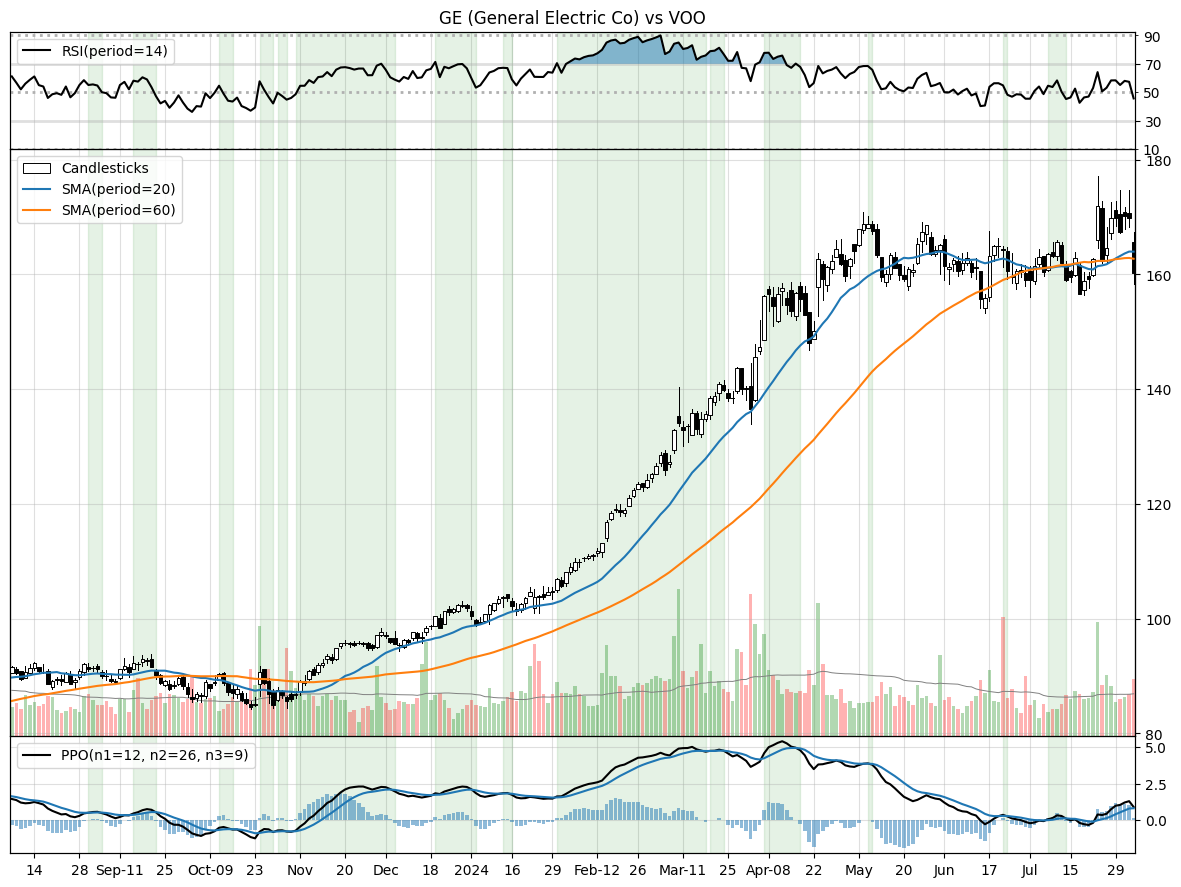 GE (General Electric Co) vs VOO
RSI(period=14)
90
70
50
30
10
Candlesticks
SMA(period=20)
SMA(period=60)
180
160
140
120
100
80
PPO(n1=12, n2=26, n3=9)
5.0
2.5
0.0
14 28 Sep-11 25 Oct-09 23 Nov 20 Dec 18 2024 16 29 Feb-12 26 Mar-11 25 Apr-08 22 May 20 Jun 17 Jul 15 29